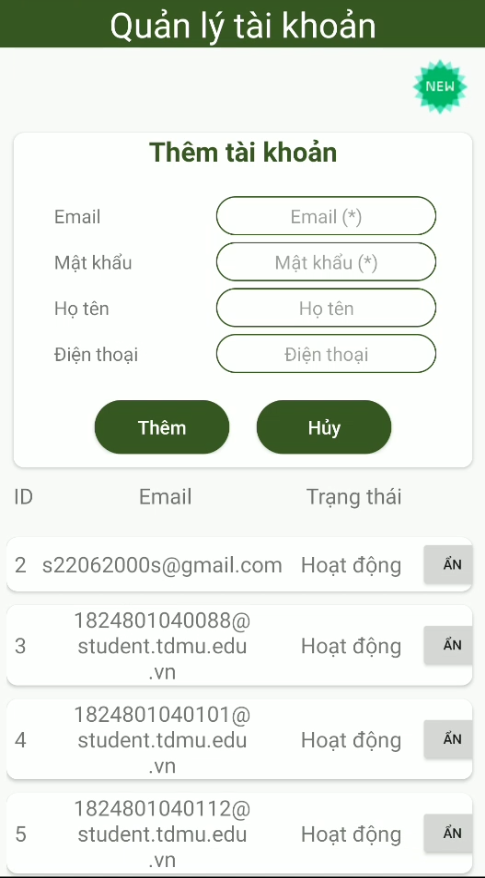 Quản lý tài khoản
NEW
Thêm tài khoản
Email Email (*)
Mật khẩu Mật khẩu (*)
Họ tên Họ tên
Điện thoại Điện thoại
Thêm Hủy
ID Email Trạng thái
2 s22062000s@gmail.com Hoạt động ẨN
1824801040088@
3 student.tdmu.edu Hoạt động ẨN
.vn
1824801040101@
4 student.tdmu.edu Hoạt động ẨN
.vn
1824801040112@
5 student.tdmu.edu Hoạt động ẨN
.vn